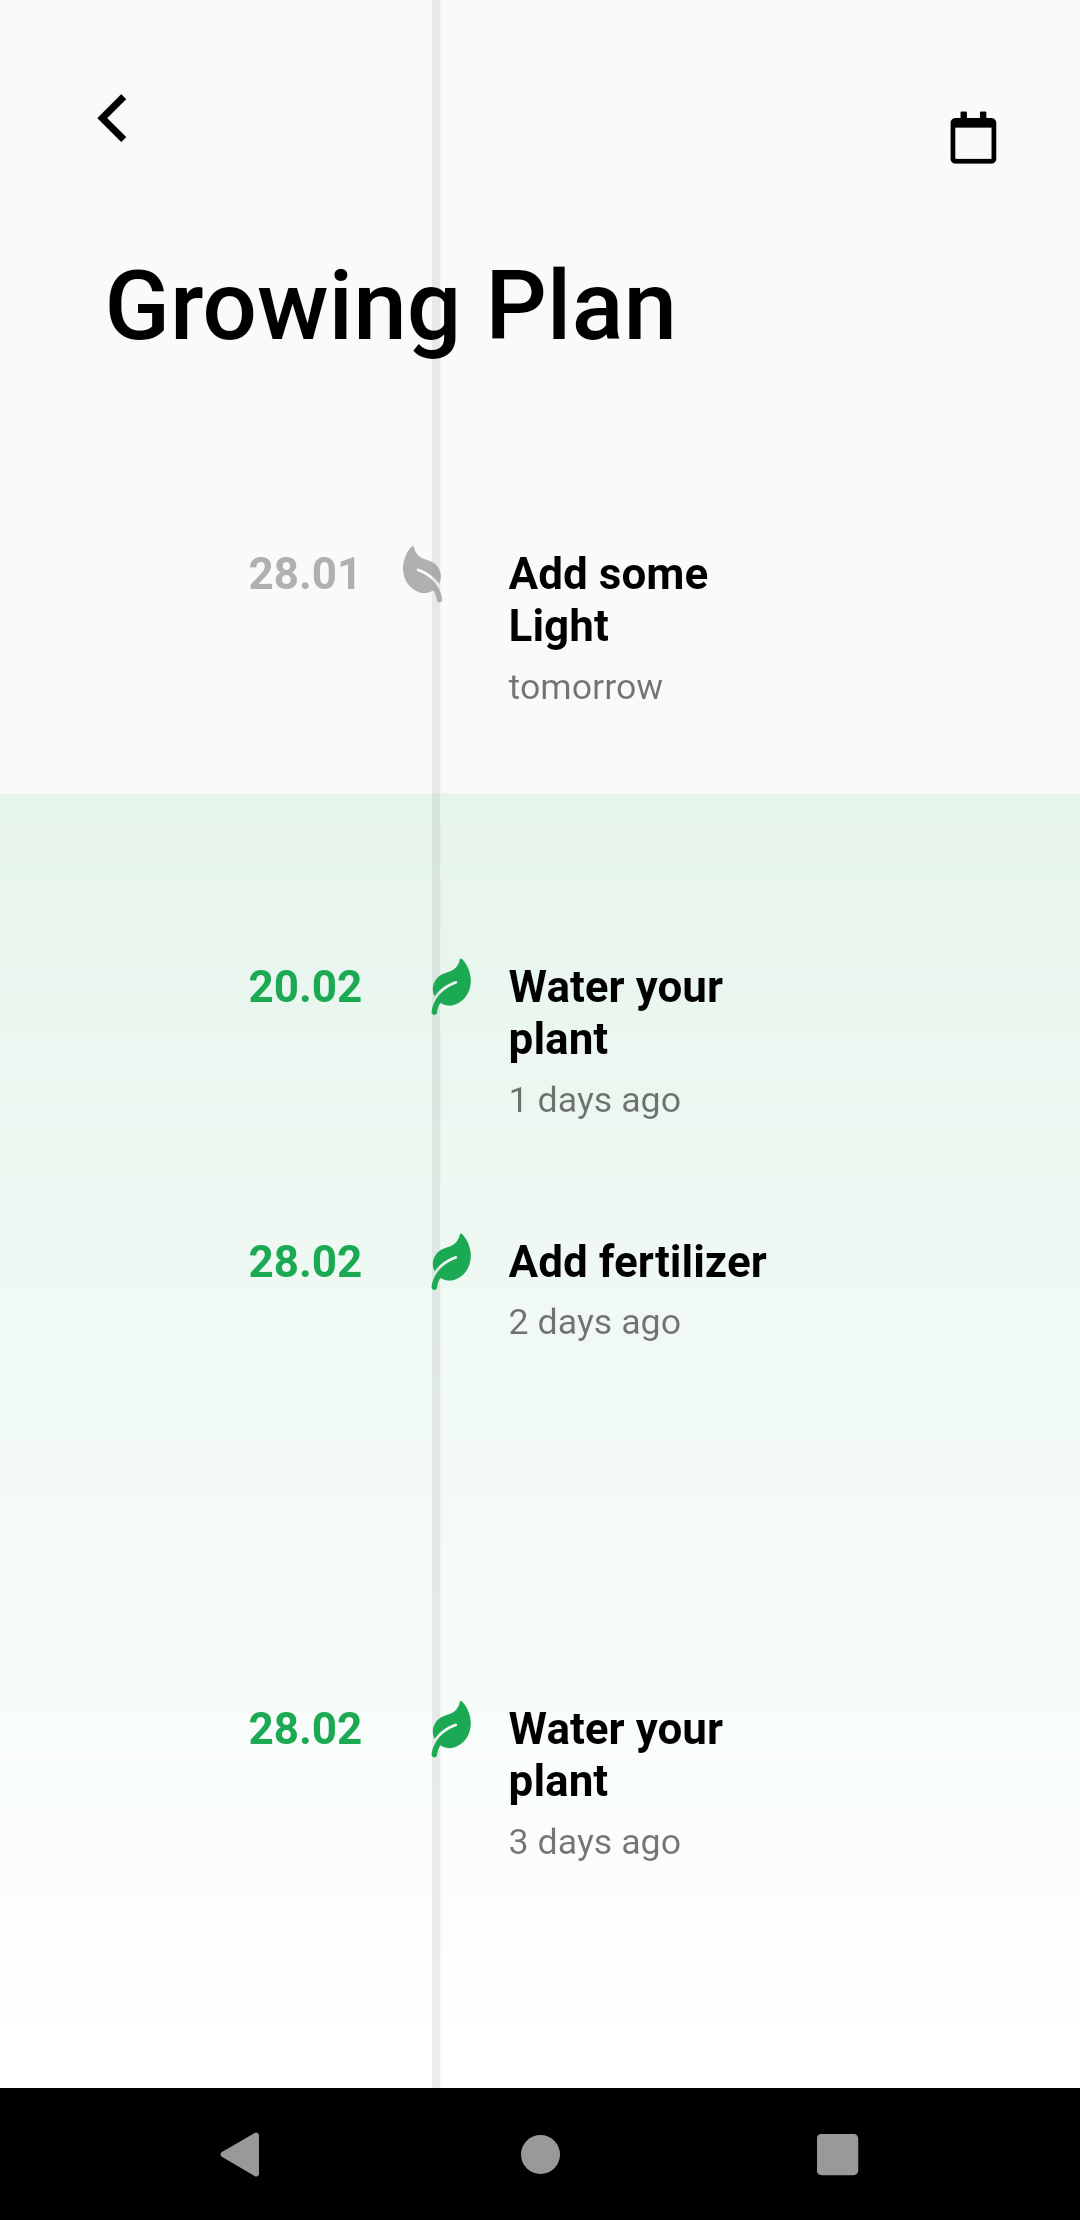 Growing Plan
28.01
Add some
Light
tomorrow
20.02
Water your
plant
1 days ago
28.02
Add fertilizer
2 days ago
28.02
Water your
plant
3 days ago